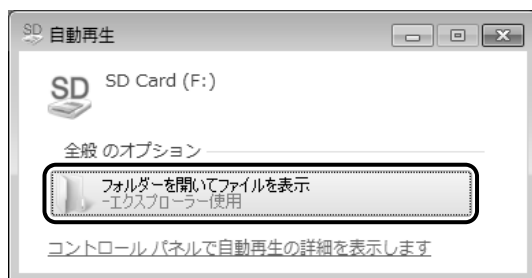 SD 自動再生
SD SD Card (F:)
全般 のオプション
フォルダーを開いてファイルを表示
-エクスプローラー使用
コントロール パネルで自動再生の詳細を表示します